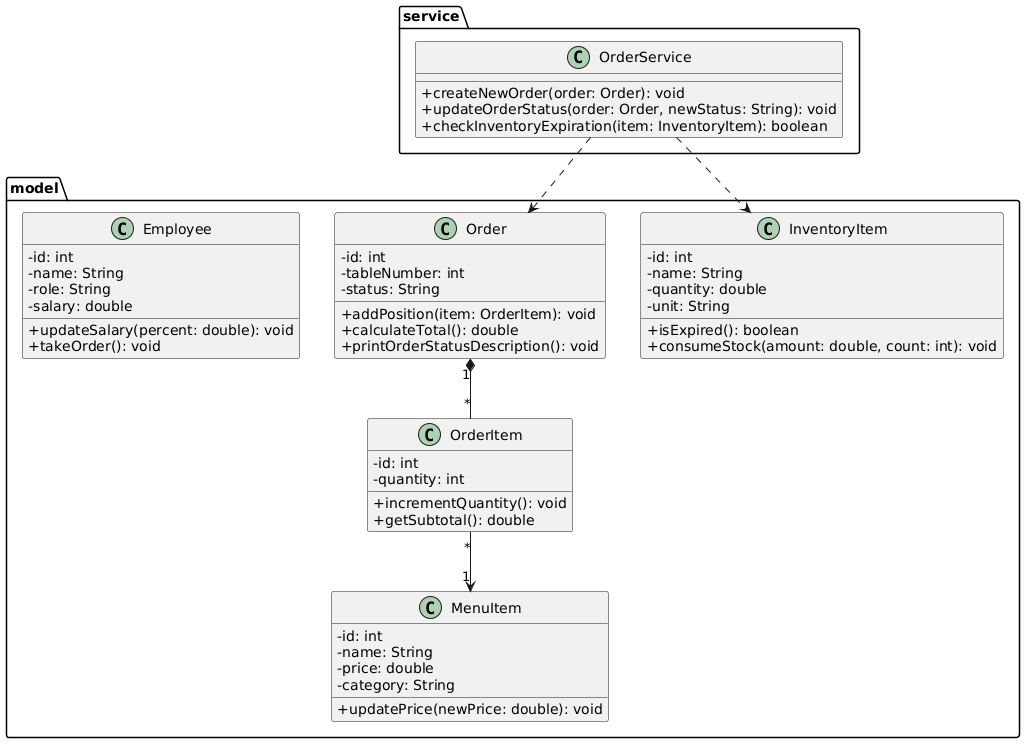 service
C OrderService
+createNewOrder(order: Order): void
+updateOrderStatus(order: Order, newStatus: String): void
+checkInventoryExpiration(item: InventoryItem): boolean
model
C Employee
-id: int
-name: String
-role: String
-salary: double
+updateSalary(percent: double): void
+takeOrder(): void
C Order
-id: int
-tableNumber: int
-status: String
+addPosition(item: OrderItem): void
+calculateTotal(): double
+printOrderStatusDescription(): void
C InventoryItem
-id: int
-name: String
-quantity: double
-unit: String
+isExpired(): boolean
+consumeStock(amount: double, count: int): void
1
*
C OrderItem
-id: int
-quantity: int
+incrementQuantity(): void
+getSubtotal(): double
*
1
C MenuItem
-id: int
-name: String
-price: double
-category: String
+updatePrice(newPrice: double): void